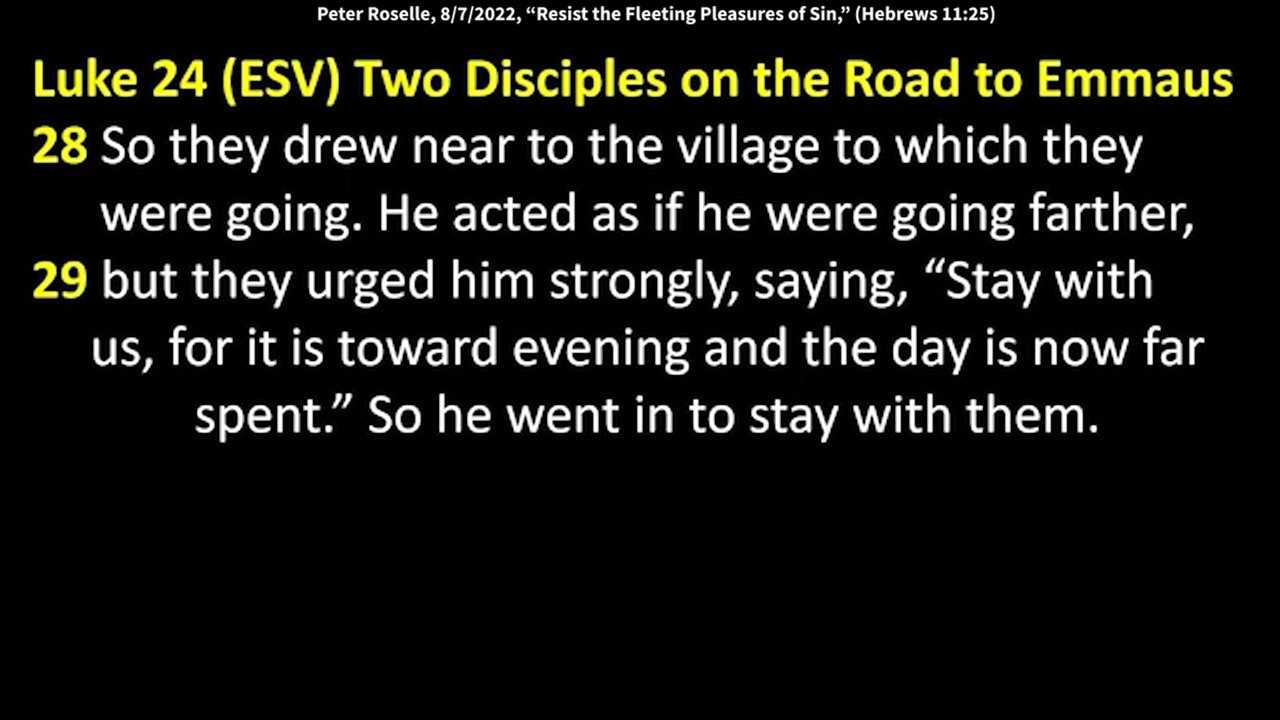 Peter Roselle, 8/7/2022, “Resist the Fleeting Pleasures of Sin,” (Hebrews 11:25)
Luke 24 (ESV) Two Disciples on the Road to Emmaus
28 So they drew near to the village to which they
were going. He acted as if he were going farther,
29 but they urged him strongly, saying, “Stay with
us, for it is toward evening and the day is now far
spent.” So he went in to stay with them.